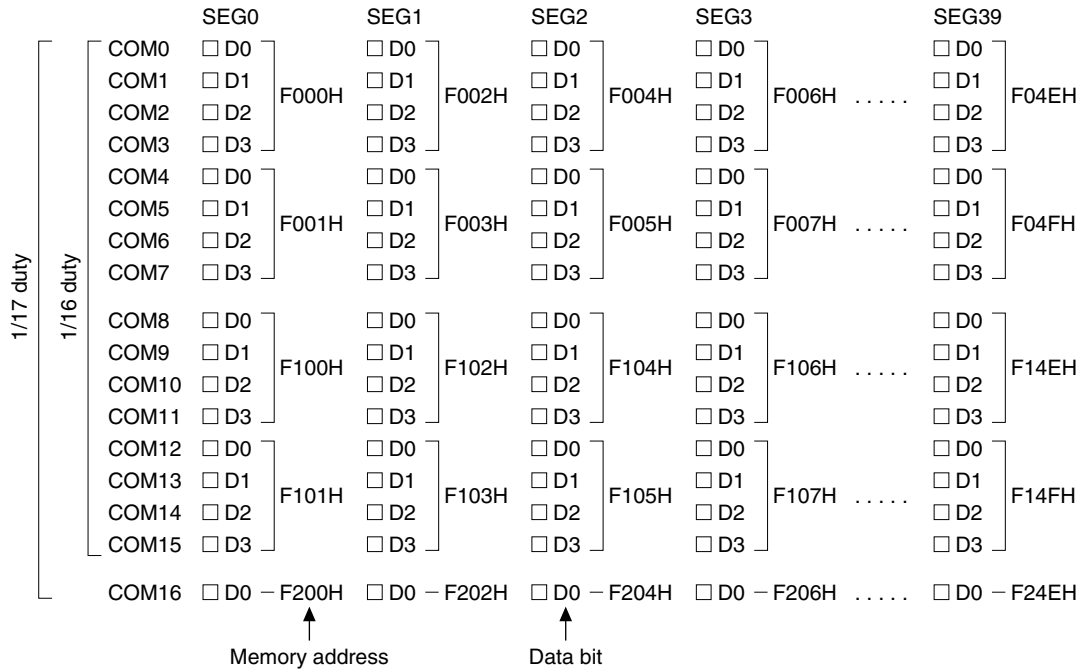 SEG0 SEG1 SEG2 SEG3 SEG39
COM0 D0 D0 D0 D0 D0
COM1 D1 D1 D1 D1 D1
F000H F002H F004H F006H ..... F04EH
COM2 D2 D2 D2 D2 D2
COM3 D3 D3 D3 D3 D3
COM4 D0 D0 D0 D0 D0
COM5 D1 D1 D1 D1 D1
F001H F003H F005H F007H ..... F04FH
COM6 D2 D2 D2 D2 D2
COM7 D3 D3 D3 D3 D3
1/17 duty
1/16 duty
COM8 D0 D0 D0 D0 D0
COM9 D1 D1 D1 D1 D1
F100H F102H F104H F106H ..... F14EH
COM10 D2 D2 D2 D2 D2
COM11 D3 D3 D3 D3 D3
COM12 D0 D0 D0 D0 D0
COM13 D1 D1 D1 D1 D1
F101H F103H F105H F107H ..... F14FH
COM14 D2 D2 D2 D2 D2
COM15 D3 D3 D3 D3 D3
COM16 D0 – F200H D0 – F202H D0 – F204H D0 – F206H ..... D0 – F24EH
Memory address Data bit